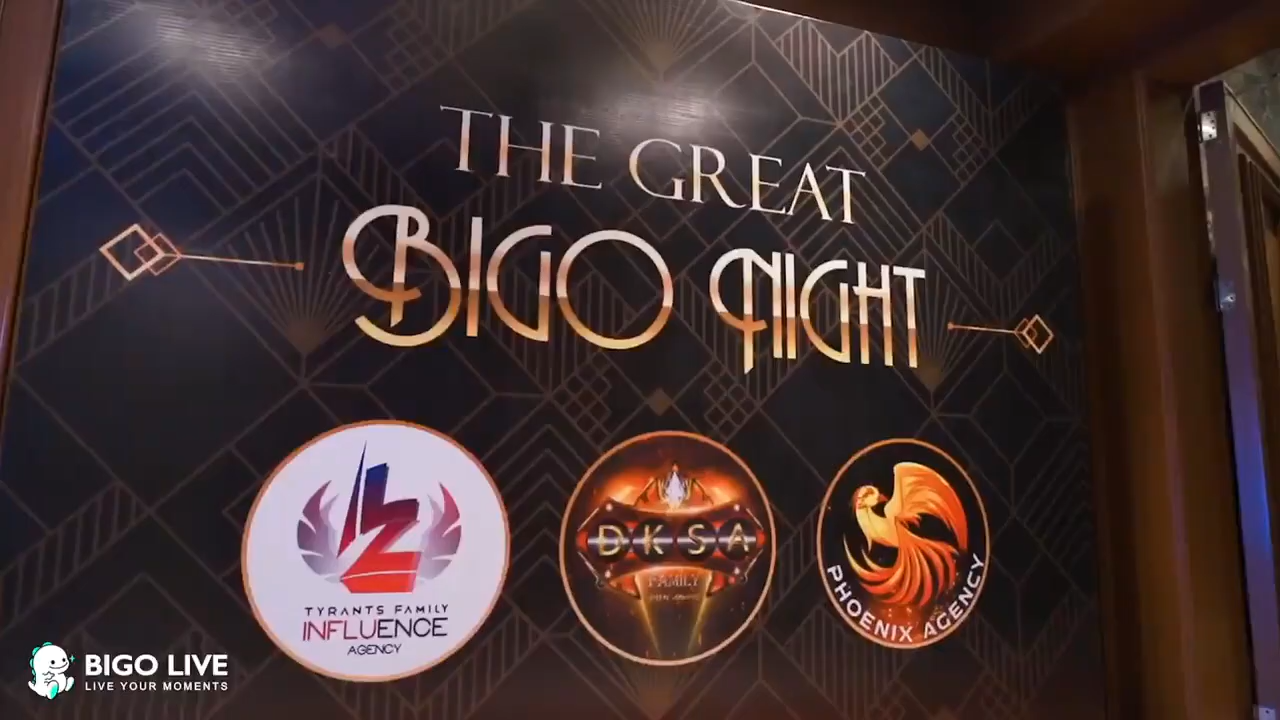 THE GREAT
BIGO NIGHT
TYRANTS FAMILY
INFLUENCE
AGENCY
DKSA
FAMILY
PHOENIX AGENCY
BIGO LIVE
LIVE YOUR MOMENTS